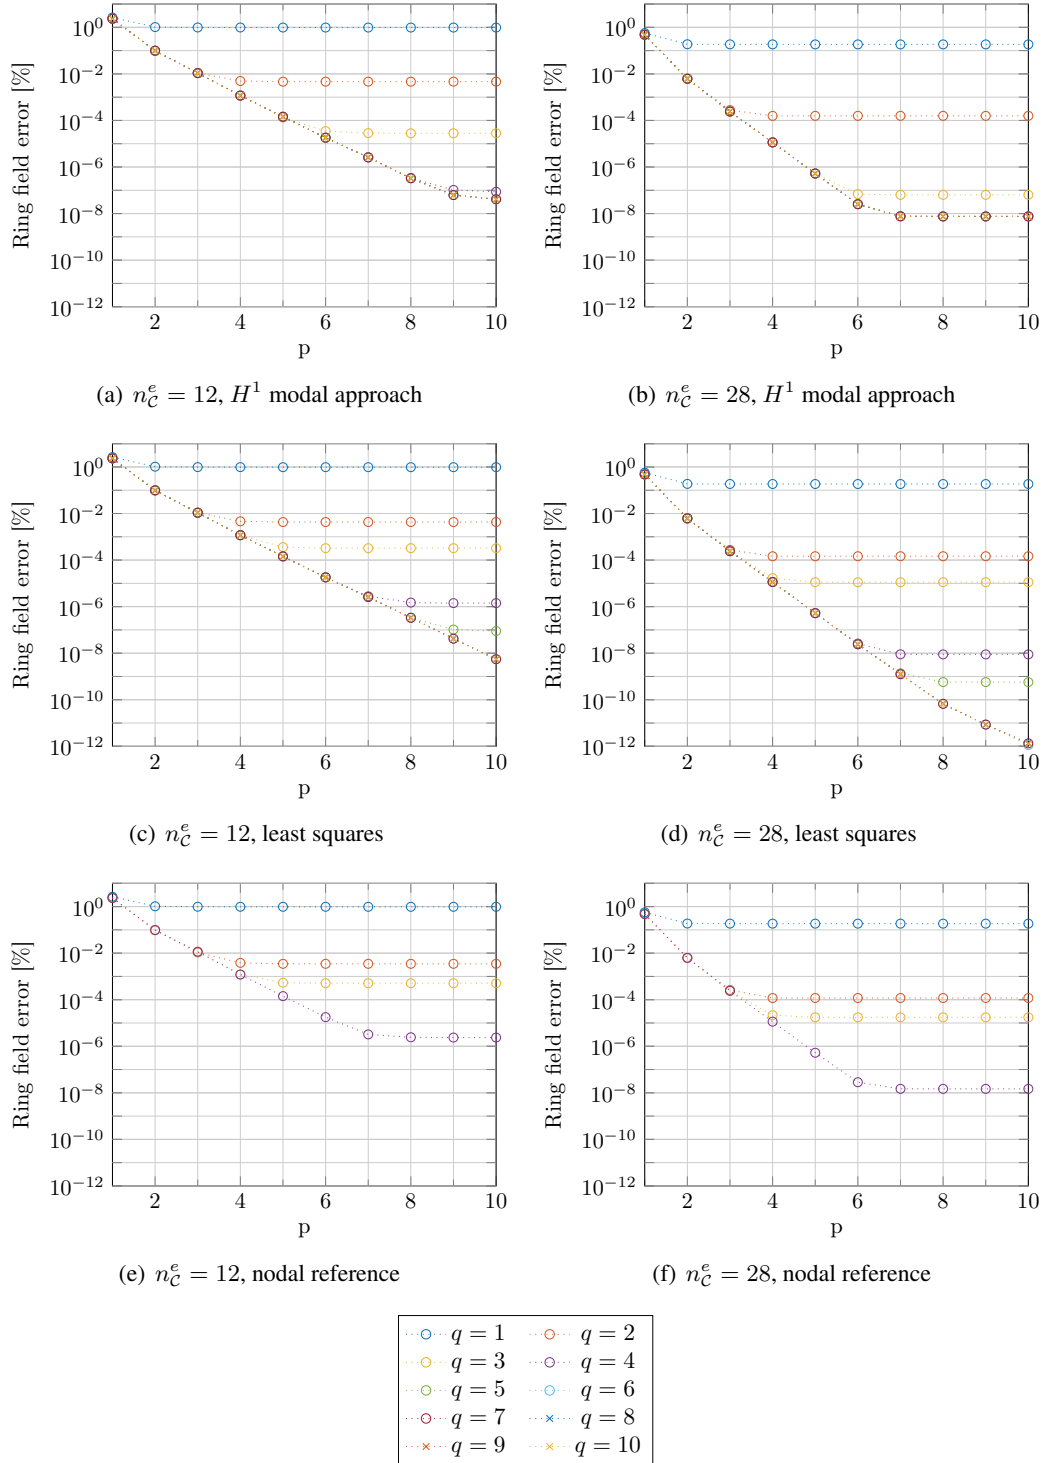 Ring field error [%]
10^0
10^−2
10^−4
10^−6
10^−8
10^−10
10^−12
2 4 6 8 10
p
(a) n_C^e = 12, H^1 modal approach
Ring field error [%]
10^0
10^−2
10^−4
10^−6
10^−8
10^−10
10^−12
2 4 6 8 10
p
(b) n_C^e = 28, H^1 modal approach
Ring field error [%]
10^0
10^−2
10^−4
10^−6
10^−8
10^−10
10^−12
2 4 6 8 10
p
(c) n_C^e = 12, least squares
Ring field error [%]
10^0
10^−2
10^−4
10^−6
10^−8
10^−10
10^−12
2 4 6 8 10
p
(d) n_C^e = 28, least squares
Ring field error [%]
10^0
10^−2
10^−4
10^−6
10^−8
10^−10
10^−12
2 4 6 8 10
p
(e) n_C^e = 12, nodal reference
Ring field error [%]
10^0
10^−2
10^−4
10^−6
10^−8
10^−10
10^−12
2 4 6 8 10
p
(f) n_C^e = 28, nodal reference
q = 1 q = 2
q = 3 q = 4
q = 5 q = 6
q = 7 q = 8
q = 9 q = 10